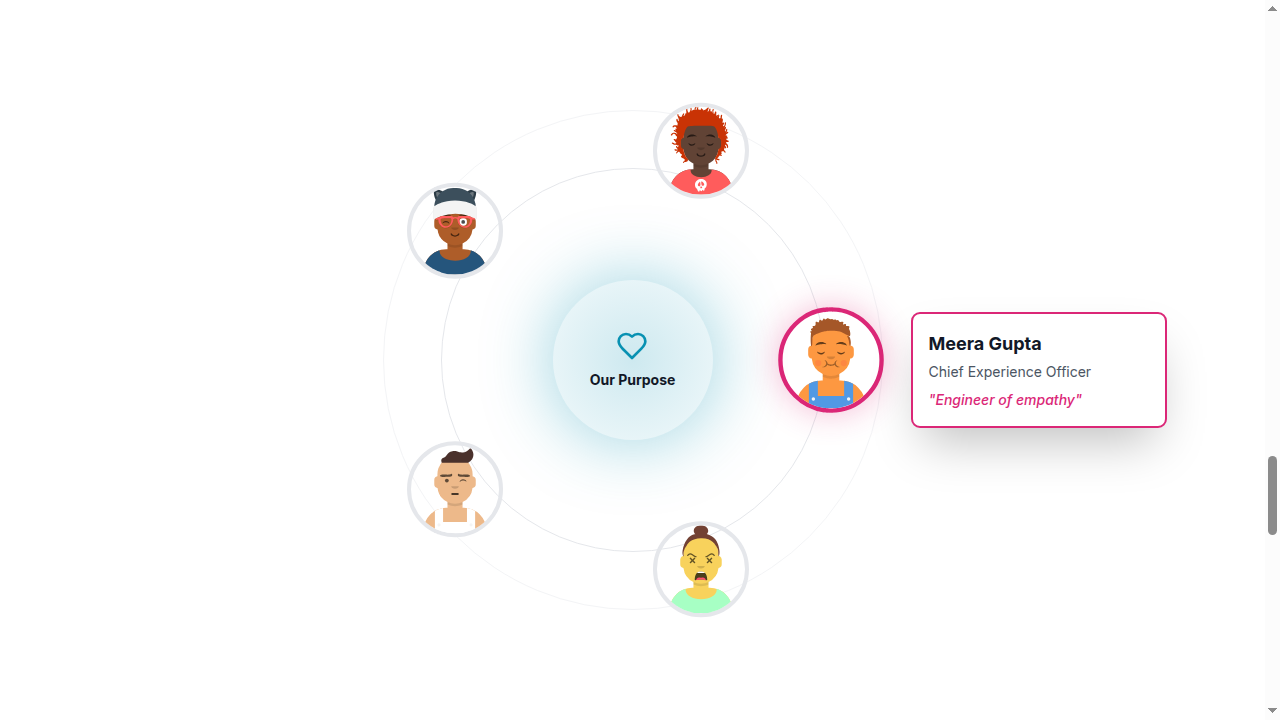 Our Purpose
Meera Gupta
Chief Experience Officer
"Engineer of empathy"